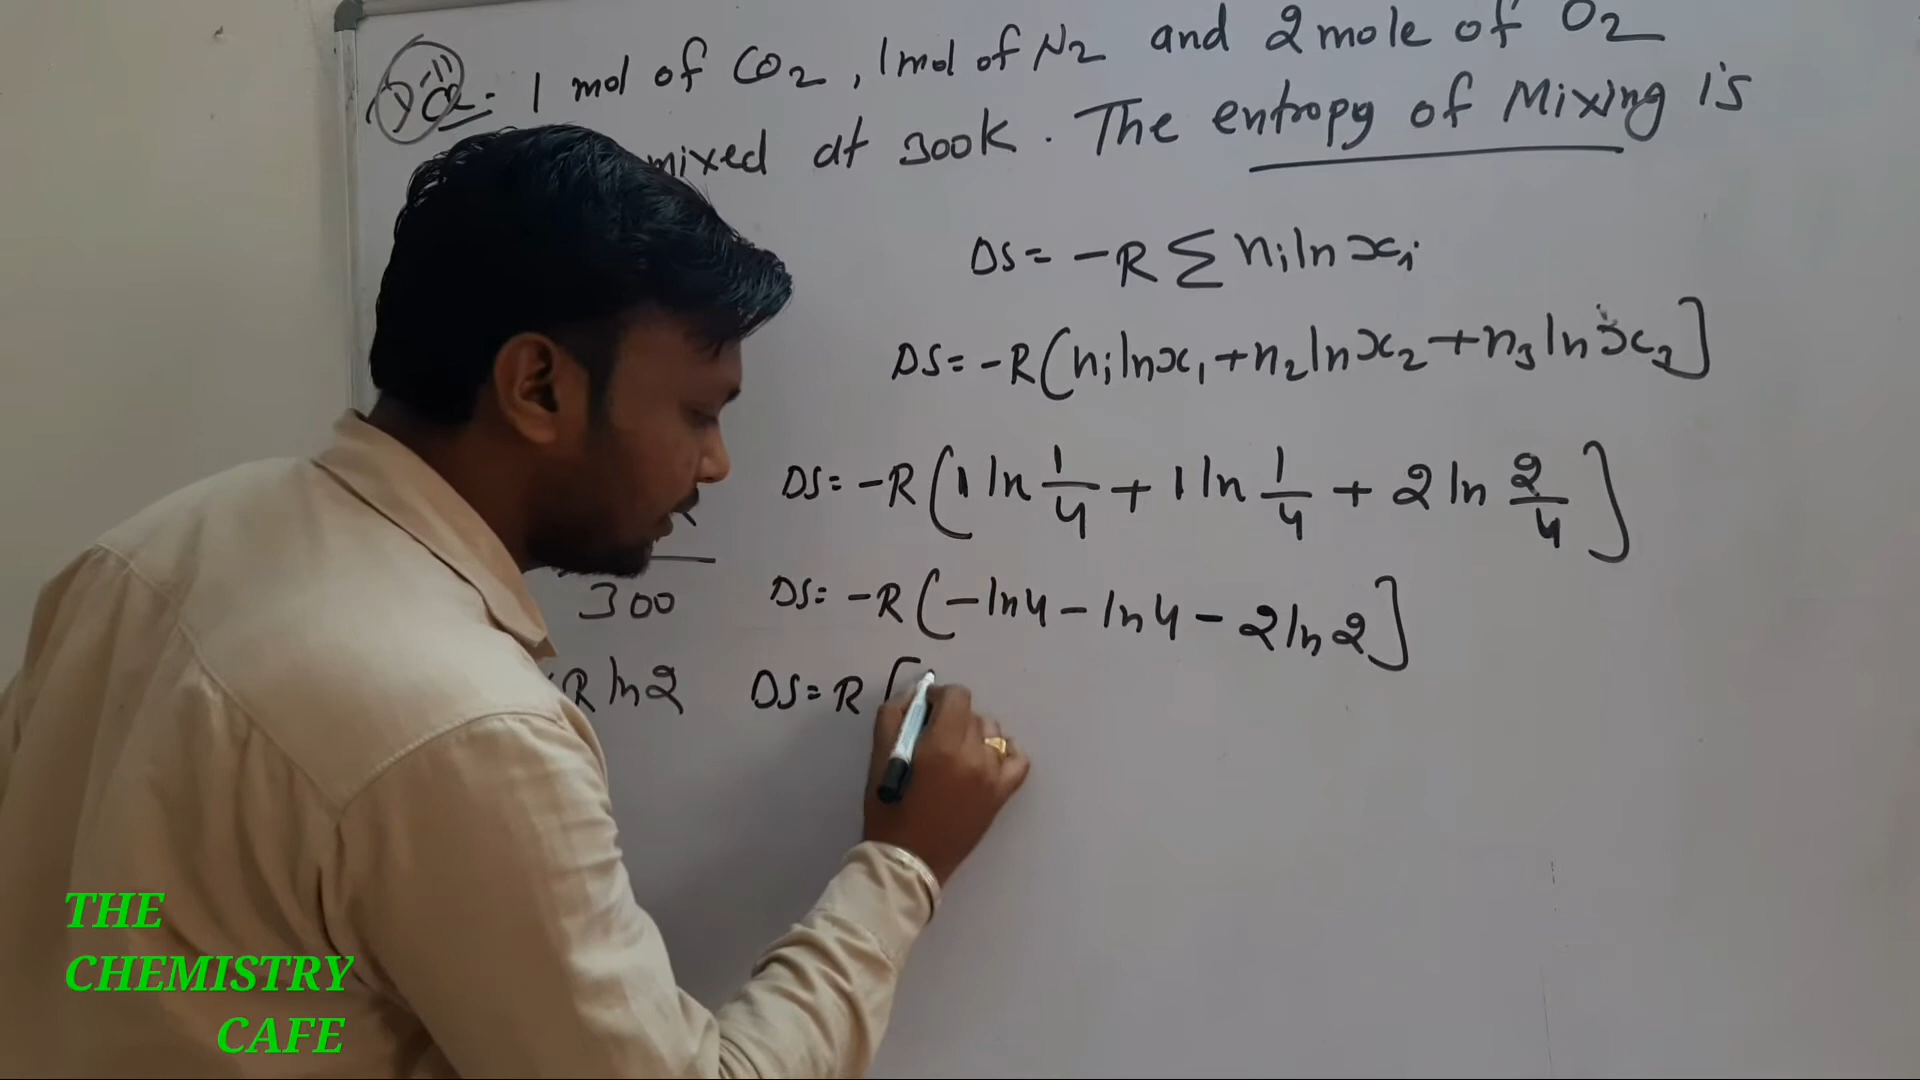 Q:- 1 mol of CO2, 1mol of N2 and 2 mole of O2
mixed at 300K. The entropy of Mixing is
ΔS = -R Σ ni ln xi
ΔS = -R(ni ln x1 + n2 ln x2 + n3 ln x3]
ΔS = -R(1 ln 1/4 + 1 ln 1/4 + 2 ln 2/4]
300
ΔS = -R(-ln4 - ln4 - 2ln2]
R ln2
ΔS = R [
THE
CHEMISTRY
CAFE